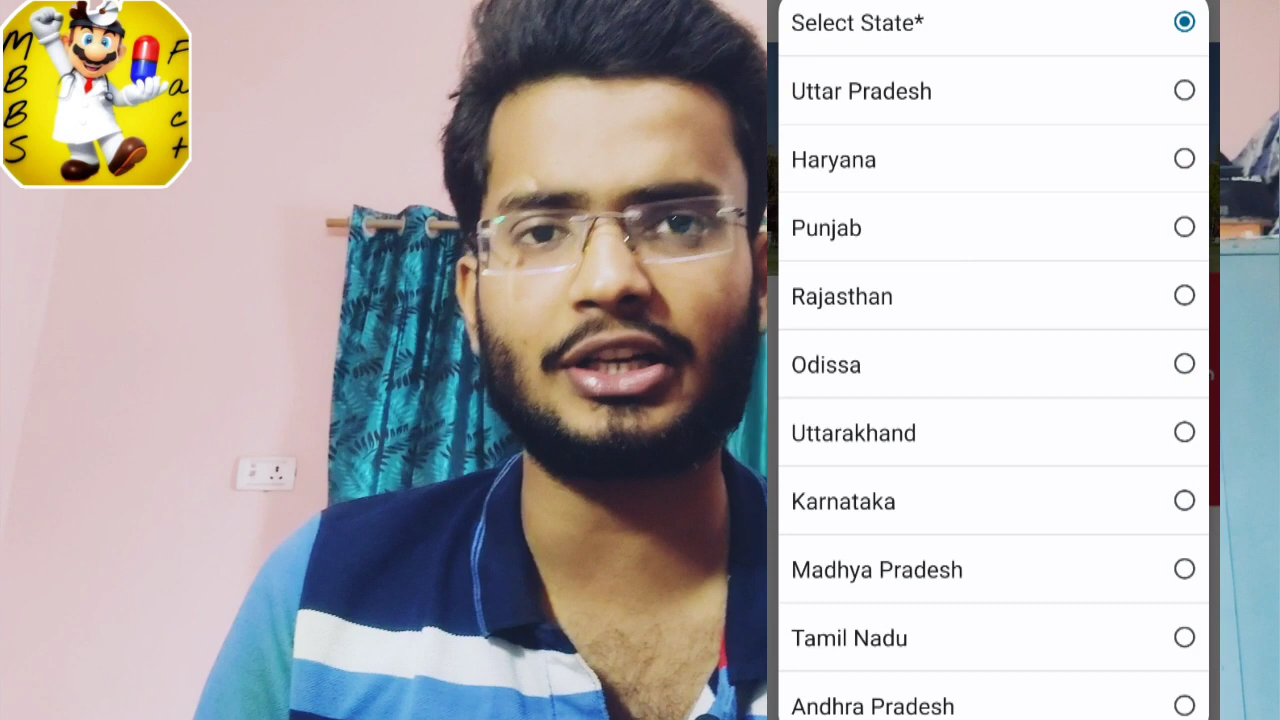 MBBS
Fact
Select State*
Uttar Pradesh
Haryana
Punjab
Rajasthan
Odissa
Uttarakhand
Karnataka
Madhya Pradesh
Tamil Nadu
Andhra Pradesh